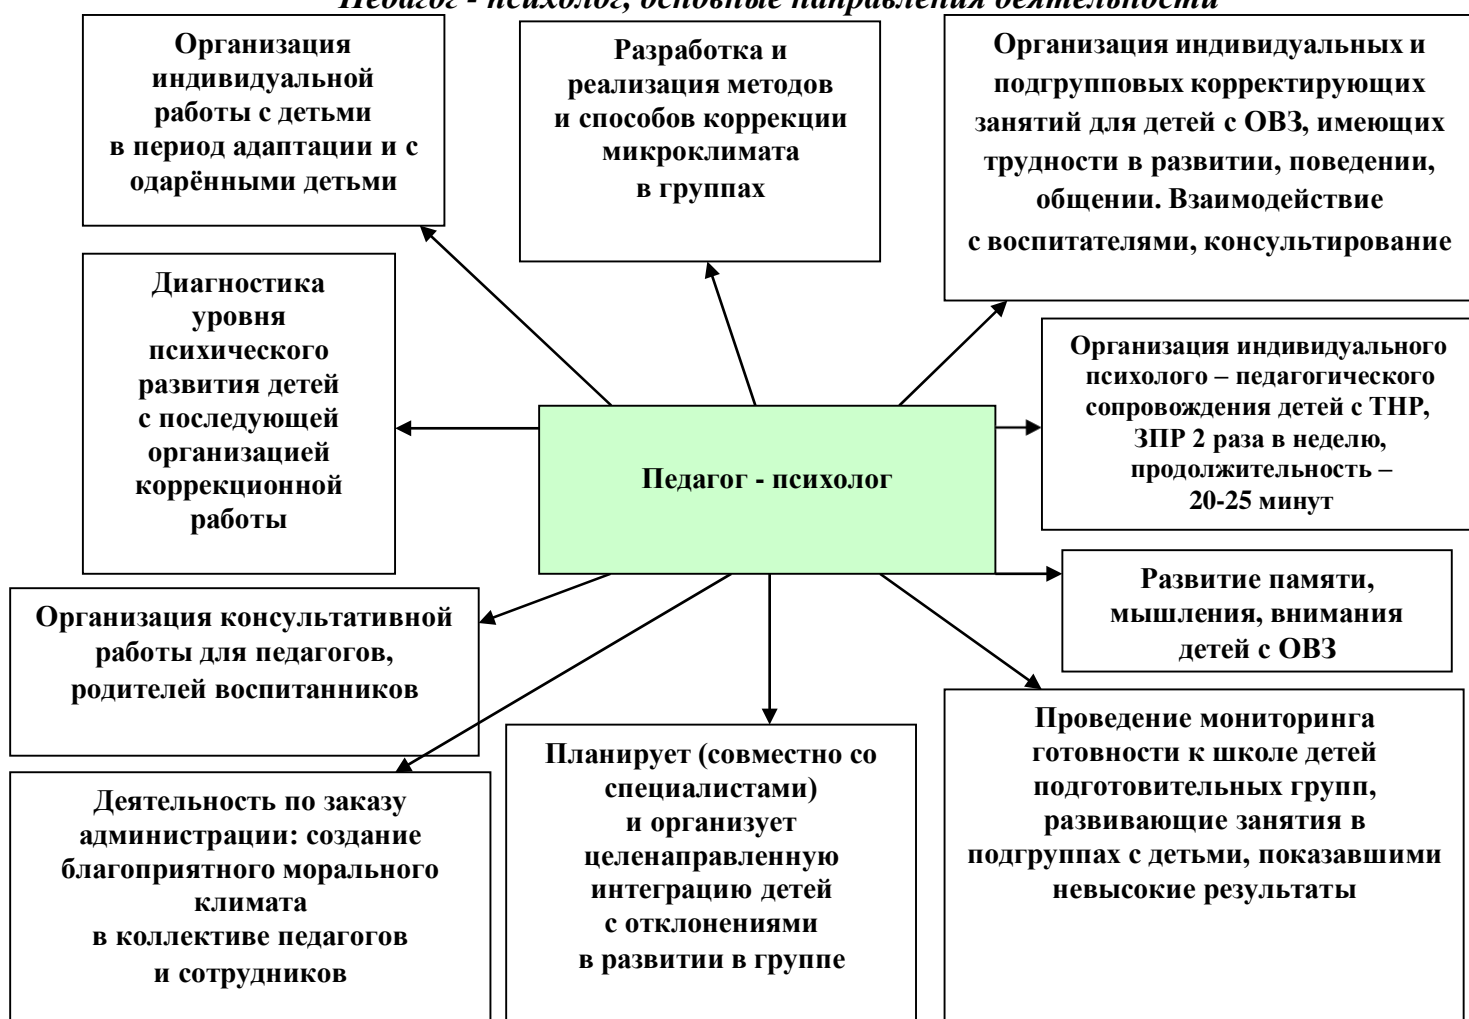 Педагог - психолог, основные направления деятельности
Организация
индивидуальной
работы с детьми
в период адаптации и с
одарёнными детьми
Разработка и
реализация методов
и способов коррекции
микроклимата
в группах
Организация индивидуальных и
подгрупповых корректирующих
занятий для детей с ОВЗ, имеющих
трудности в развитии, поведении,
общении. Взаимодействие
с воспитателями, консультирование
Диагностика
уровня
психического
развития детей
с последующей
организацией
коррекционной
работы
Организация индивидуального
психолого – педагогического
сопровождения детей с ТНР,
ЗПР 2 раза в неделю,
продолжительность –
20-25 минут
Педагог - психолог
Развитие памяти,
мышления, внимания
детей с ОВЗ
Организация консультативной
работы для педагогов,
родителей воспитанников
Деятельность по заказу
администрации: создание
благоприятного морального
климата
в коллективе педагогов
и сотрудников
Планирует (совместно со
специалистами)
и организует
целенаправленную
интеграцию детей
с отклонениями
в развитии в группе
Проведение мониторинга
готовности к школе детей
подготовительных групп,
развивающие занятия в
подгруппах с детьми, показавшими
невысокие результаты